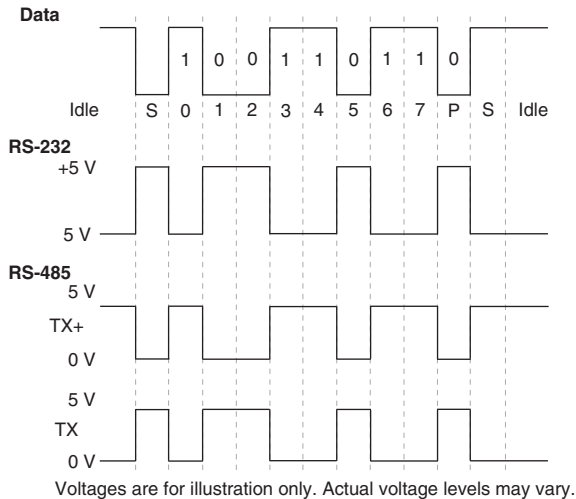 Data
1 0 0 1 1 0 1 1 0
Idle S 0 1 2 3 4 5 6 7 P S Idle
RS-232
+5 V
5 V
RS-485
5 V
TX+
0 V
5 V
TX
0 V
Voltages are for illustration only. Actual voltage levels may vary.